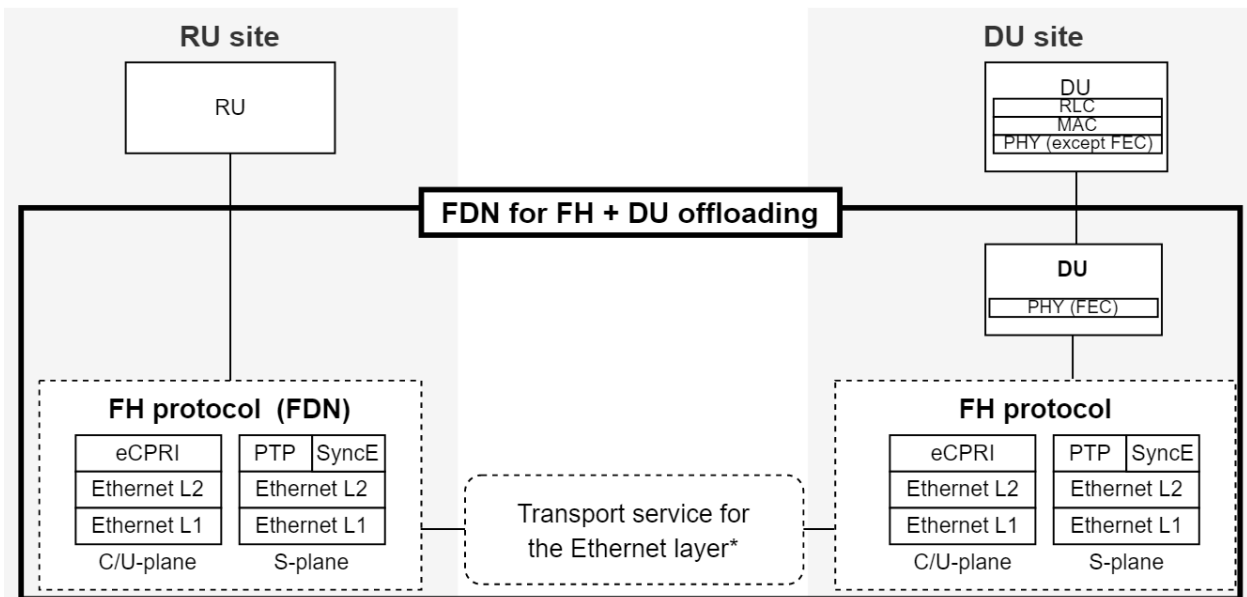 RU site
DU site
RU
DU
RLC
MAC
PHY (except FEC)
FDN for FH + DU offloading
DU
PHY (FEC)
FH protocol (FDN)
eCPRI
PTP
SyncE
Ethernet L2
Ethernet L2
Ethernet L1
Ethernet L1
C/U-plane
S-plane
Transport service for
the Ethernet layer*
FH protocol
eCPRI
PTP
SyncE
Ethernet L2
Ethernet L2
Ethernet L1
Ethernet L1
C/U-plane
S-plane